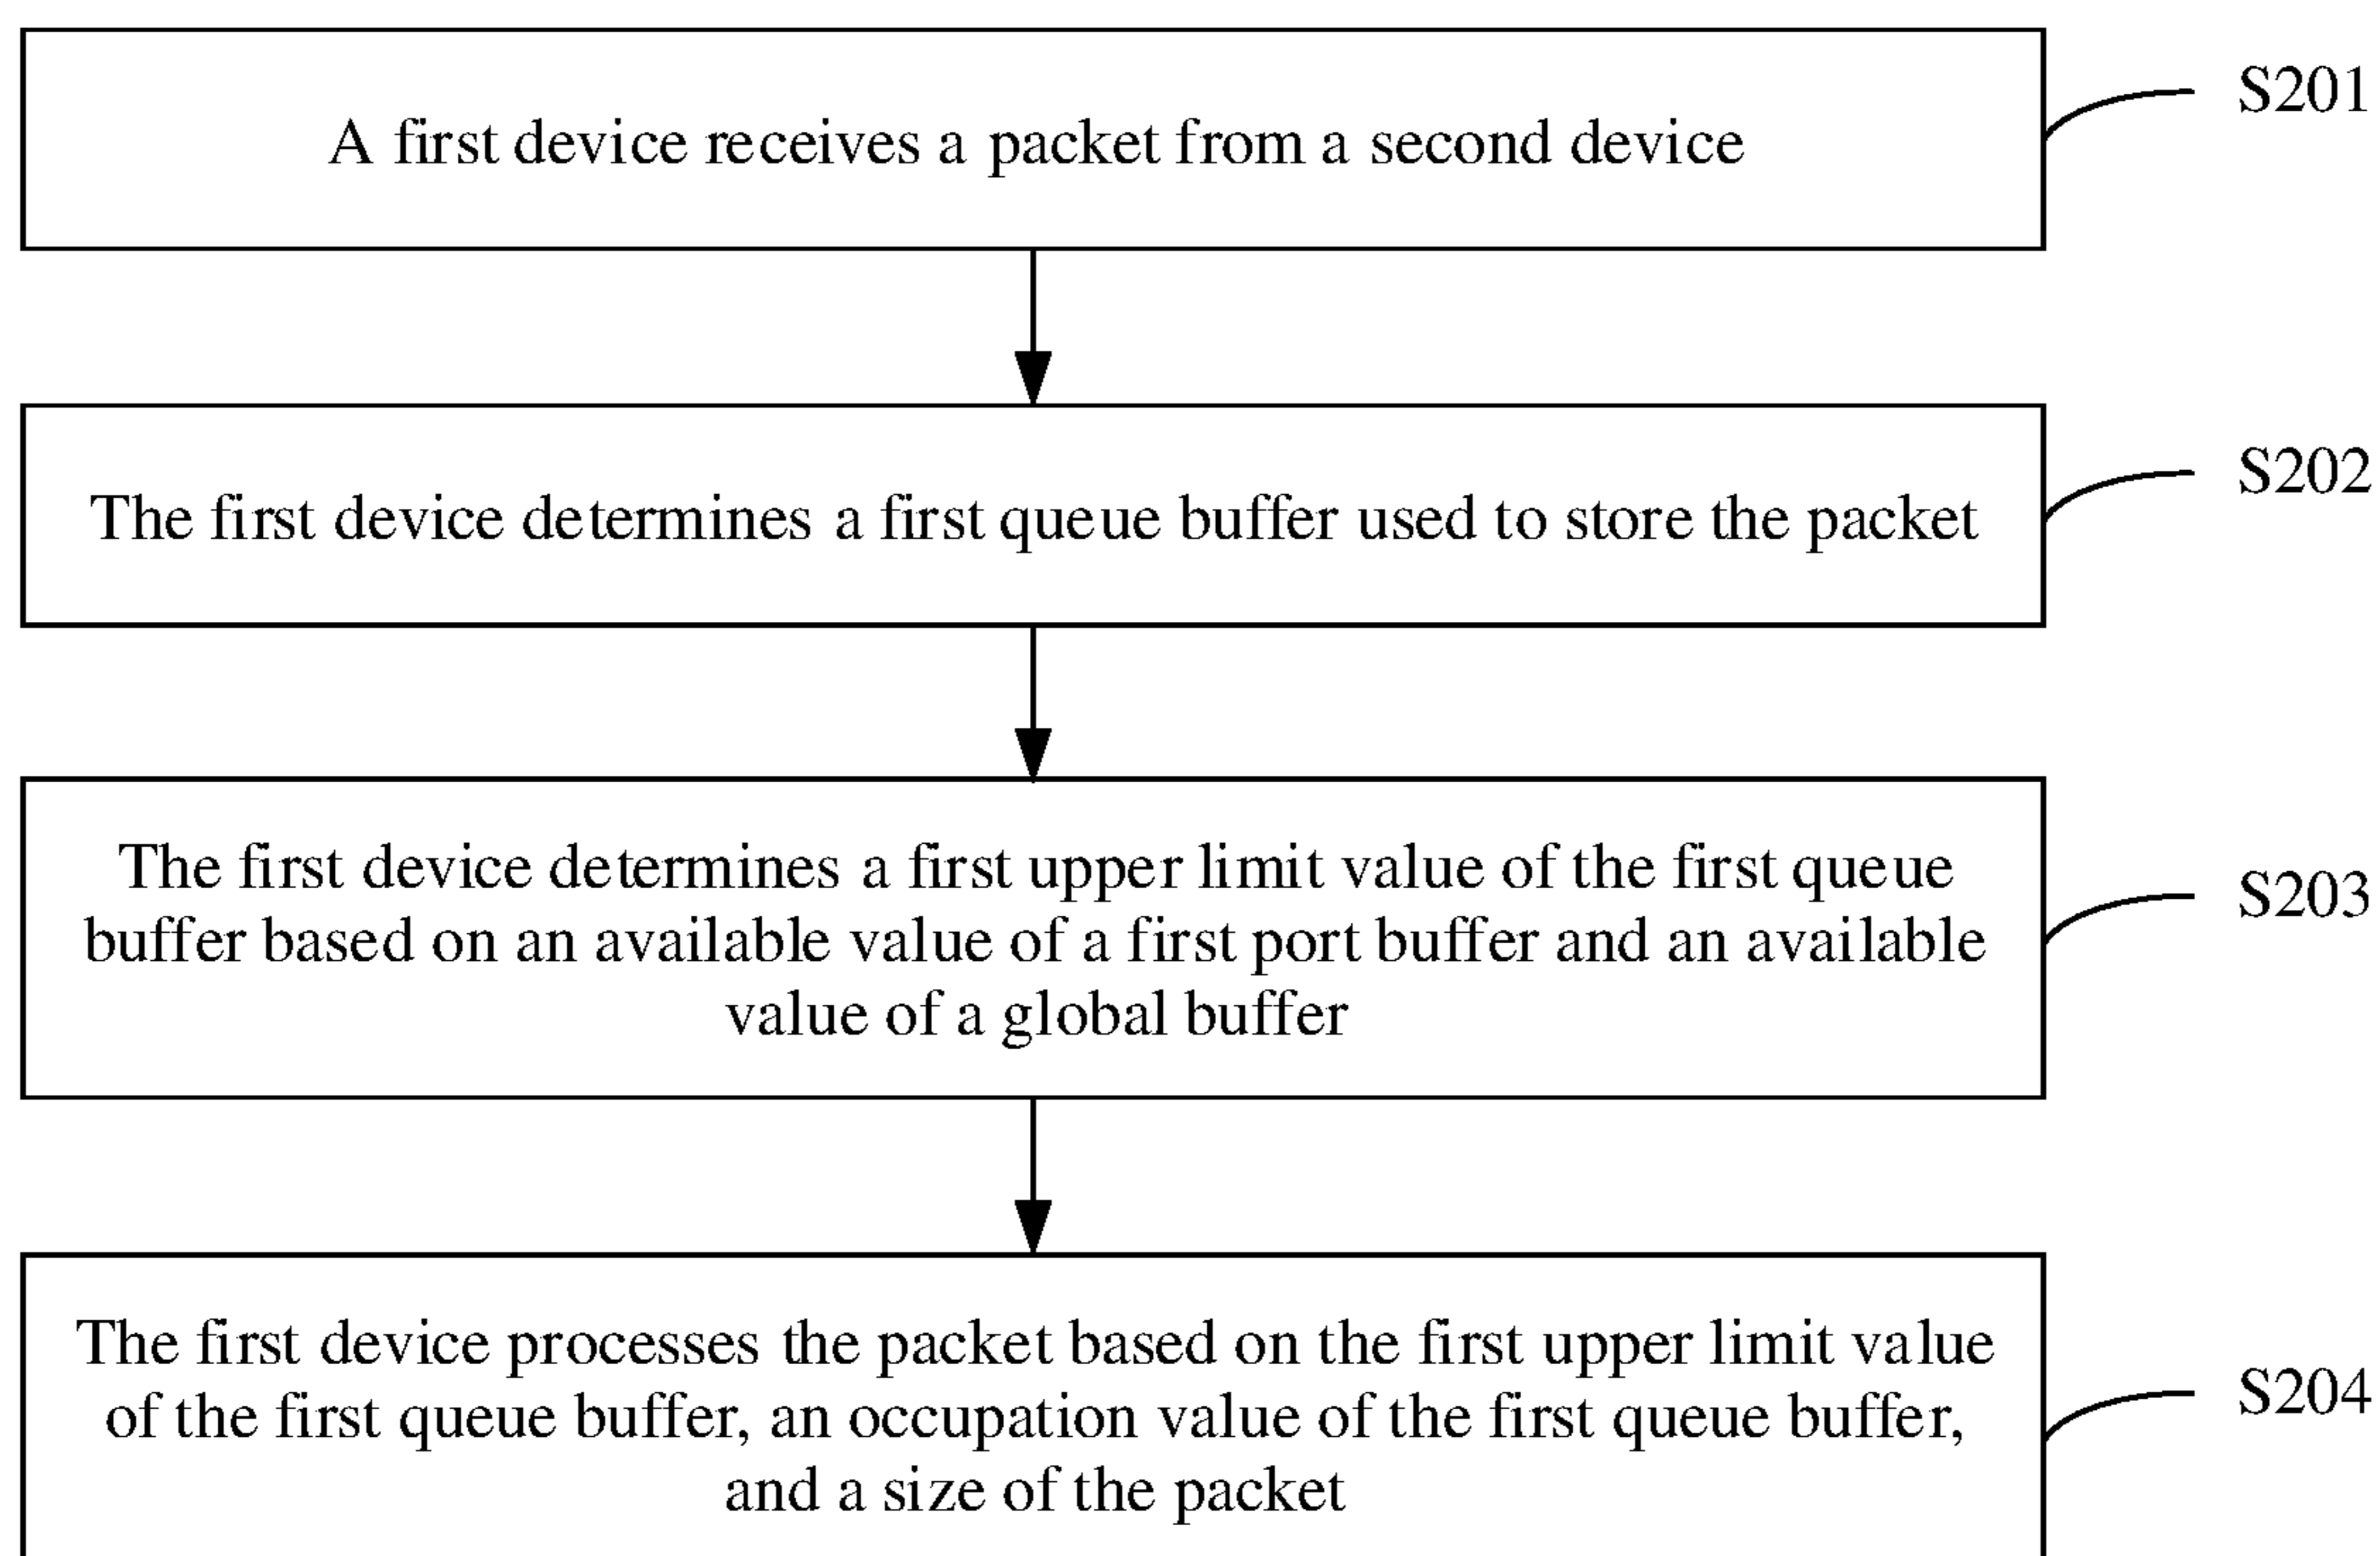 A first device receives a packet from a second device
S201
The first device determines a first queue buffer used to store the packet
S202
The first device determines a first upper limit value of the first queue
buffer based on an available value of a first port buffer and an available
value of a global buffer
S203
The first device processes the packet based on the first upper limit value
of the first queue buffer, an occupation value of the first queue buffer,
and a size of the packet
S204